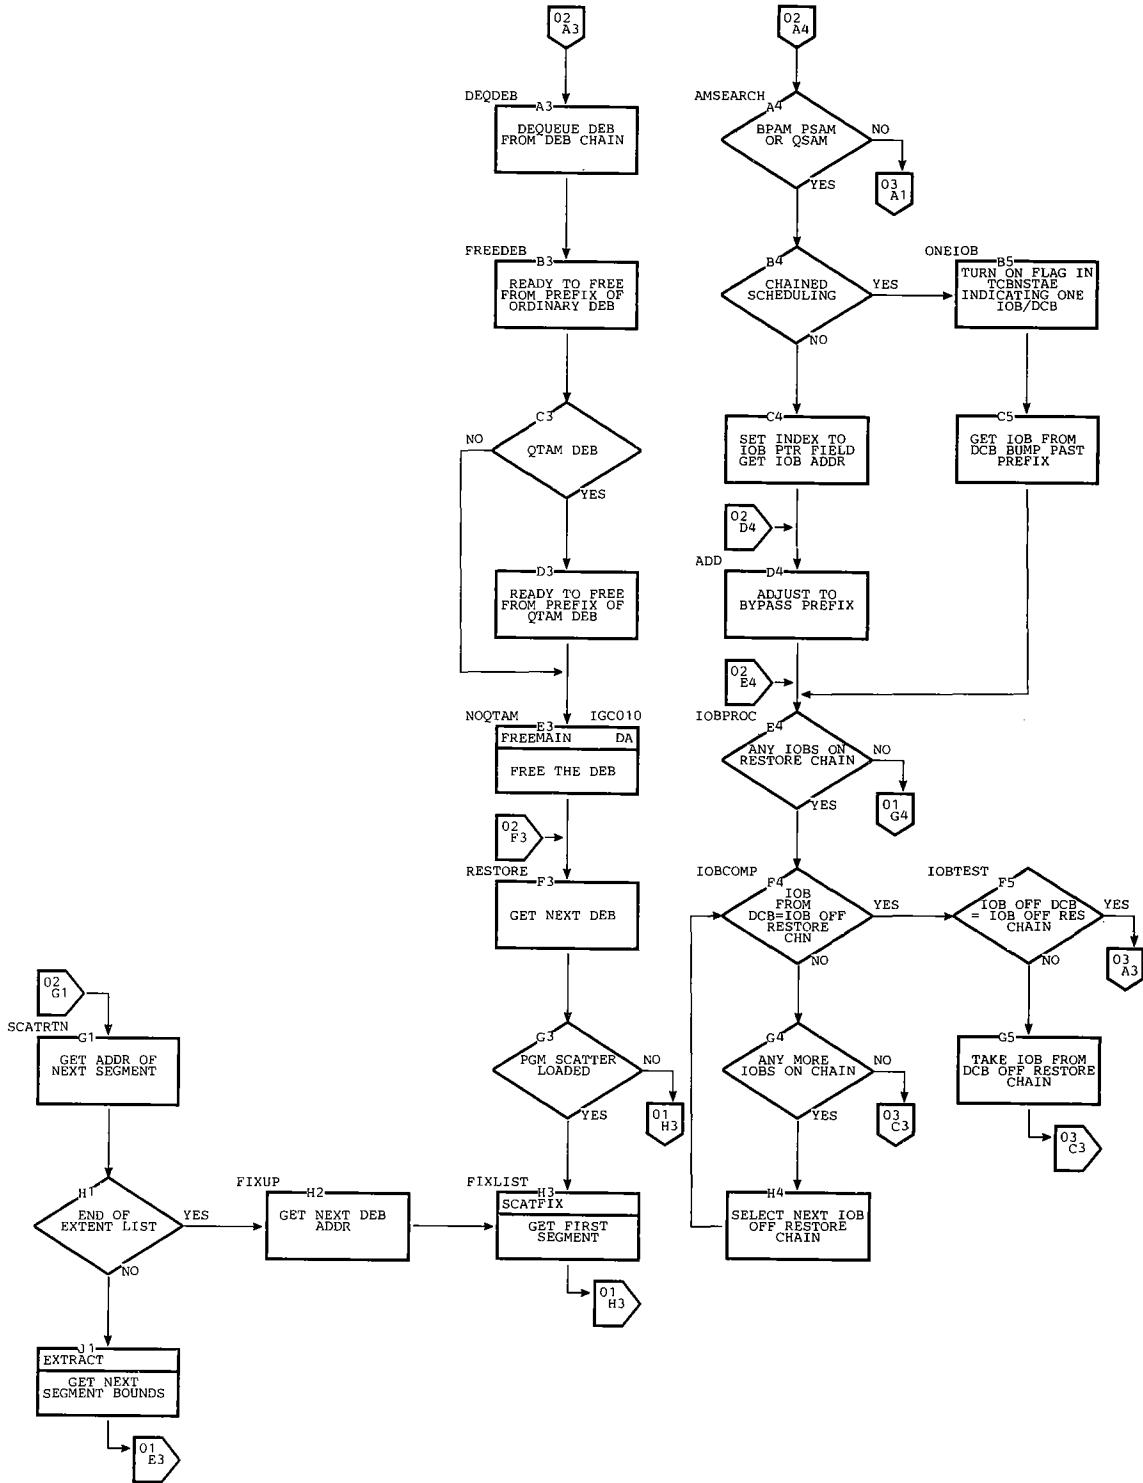 02
A3
02
A4
DEQDEB
A3
DEQUEUE DEB
FROM DEB CHAIN
AMSEARCH
A4
BPAM PSAM
OR QSAM
NO
03
A1
YES
FREEDEB
B3
READY TO FREE
FROM PREFIX OF
ORDINARY DEB
B4
CHAINED
SCHEDULING
YES
NO
ONEIOB
B5
TURN ON FLAG IN
TCBNSTAE
INDICATING ONE
IOB/DCB
C3
QTAM DEB
NO
YES
C4
SET INDEX TO
IOB PTR FIELD
GET IOB ADDR
C5
GET IOB FROM
DCB BUMP PAST
PREFIX
02
D4
D3
READY TO FREE
FROM PREFIX OF
QTAM DEB
ADD
D4
ADJUST TO
BYPASS PREFIX
02
E4
NOQTAM
IGC010
E3
FREEMAIN DA
FREE THE DEB
IOBPROC
E4
ANY IOBS ON
RESTORE CHAIN
NO
01
G4
YES
02
F3
RESTORE
F3
GET NEXT DEB
IOBCOMP
F4
IOB
FROM
DCB=IOB OFF
RESTORE
CHN
YES
NO
IOBTEST
F5
IOB OFF DCB
= IOB OFF RES
CHAIN
YES
03
A3
NO
02
G1
SCATRTN
G1
GET ADDR OF
NEXT SEGMENT
G3
PGM SCATTER
LOADED
NO
01
H3
YES
G4
ANY MORE
IOBS ON CHAIN
NO
03
C3
YES
G5
TAKE IOB FROM
DCB OFF RESTORE
CHAIN
03
C3
H1
END OF
EXTENT LIST
YES
NO
FIXUP
H2
GET NEXT DEB
ADDR
FIXLIST
H3
SCATFIX
GET FIRST
SEGMENT
01
H3
H4
SELECT NEXT IOB
OFF RESTORE
CHAIN
J1
EXTRACT
GET NEXT
SEGMENT BOUNDS
01
E3